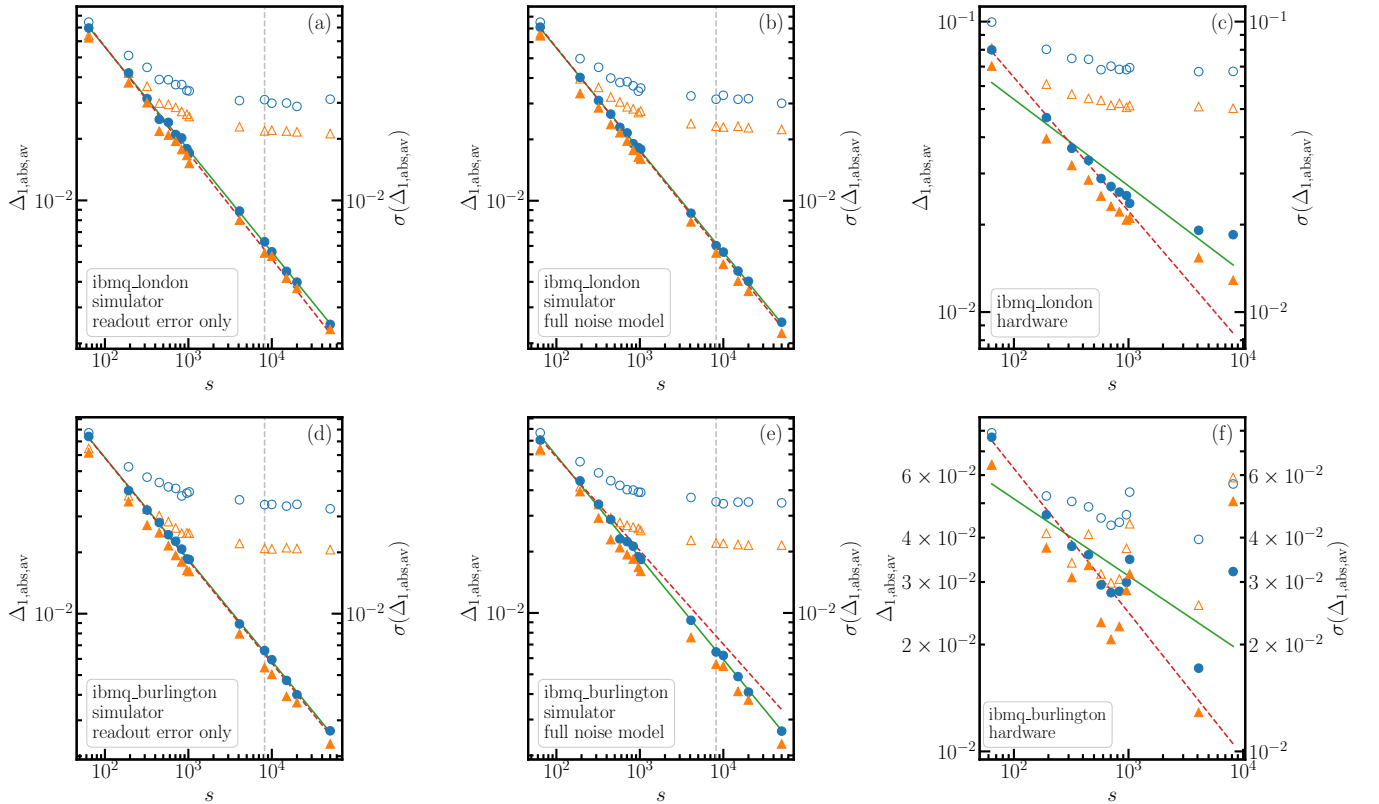 (a)
Δ₁,abs,av
10⁻²
ibmq_london
simulator
readout error only
10⁻²
σ(Δ₁,abs,av)
10² 10³ 10⁴
s
(b)
Δ₁,abs,av
10⁻²
ibmq_london
simulator
full noise model
10⁻²
σ(Δ₁,abs,av)
10² 10³ 10⁴
s
(c)
10⁻¹
Δ₁,abs,av
10⁻²
ibmq_london
hardware
10⁻¹
σ(Δ₁,abs,av)
10⁻²
10² 10³ 10⁴
s
(d)
Δ₁,abs,av
10⁻²
ibmq_burlington
simulator
readout error only
10⁻²
σ(Δ₁,abs,av)
10² 10³ 10⁴
s
(e)
Δ₁,abs,av
10⁻²
ibmq_burlington
simulator
full noise model
10⁻²
σ(Δ₁,abs,av)
10² 10³ 10⁴
s
(f)
6 × 10⁻²
4 × 10⁻²
Δ₁,abs,av
3 × 10⁻²
2 × 10⁻²
10⁻²
ibmq_burlington
hardware
6 × 10⁻²
4 × 10⁻²
σ(Δ₁,abs,av)
3 × 10⁻²
2 × 10⁻²
10⁻²
10² 10³ 10⁴
s